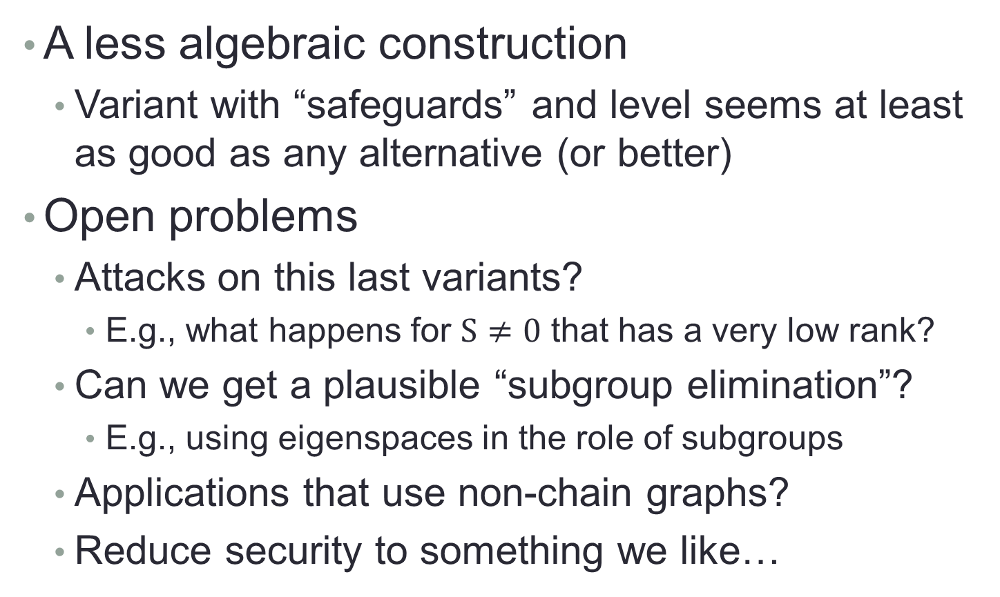 • A less algebraic construction
• Variant with “safeguards” and level seems at least
as good as any alternative (or better)
• Open problems
• Attacks on this last variants?
• E.g., what happens for S ≠ 0 that has a very low rank?
• Can we get a plausible “subgroup elimination”?
• E.g., using eigenspaces in the role of subgroups
• Applications that use non-chain graphs?
• Reduce security to something we like…